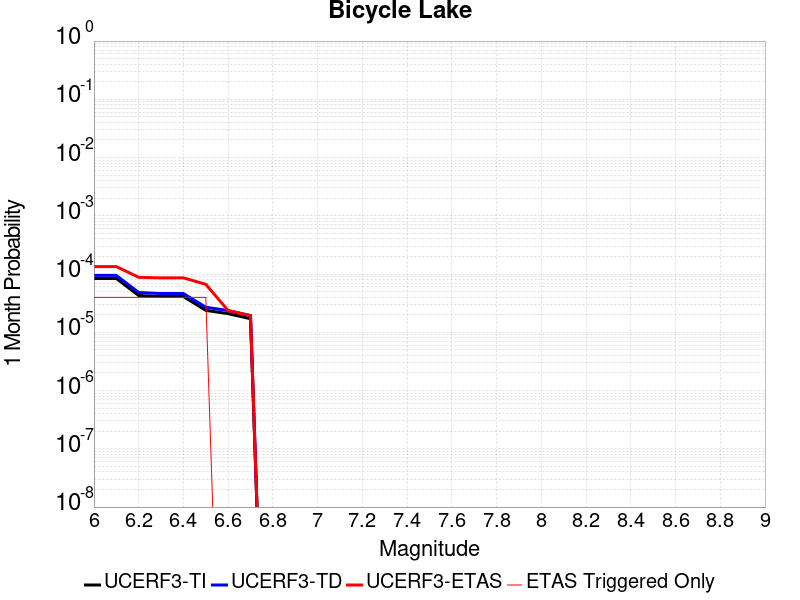 Bicycle Lake
10^0
10^-1
10^-2
10^-3
10^-4
10^-5
10^-6
10^-7
10^-8
1 Month Probability
6 6.2 6.4 6.6 6.8 7 7.2 7.4 7.6 7.8 8 8.2 8.4 8.6 8.8 9
Magnitude
UCERF3-TI UCERF3-TD UCERF3-ETAS ETAS Triggered Only